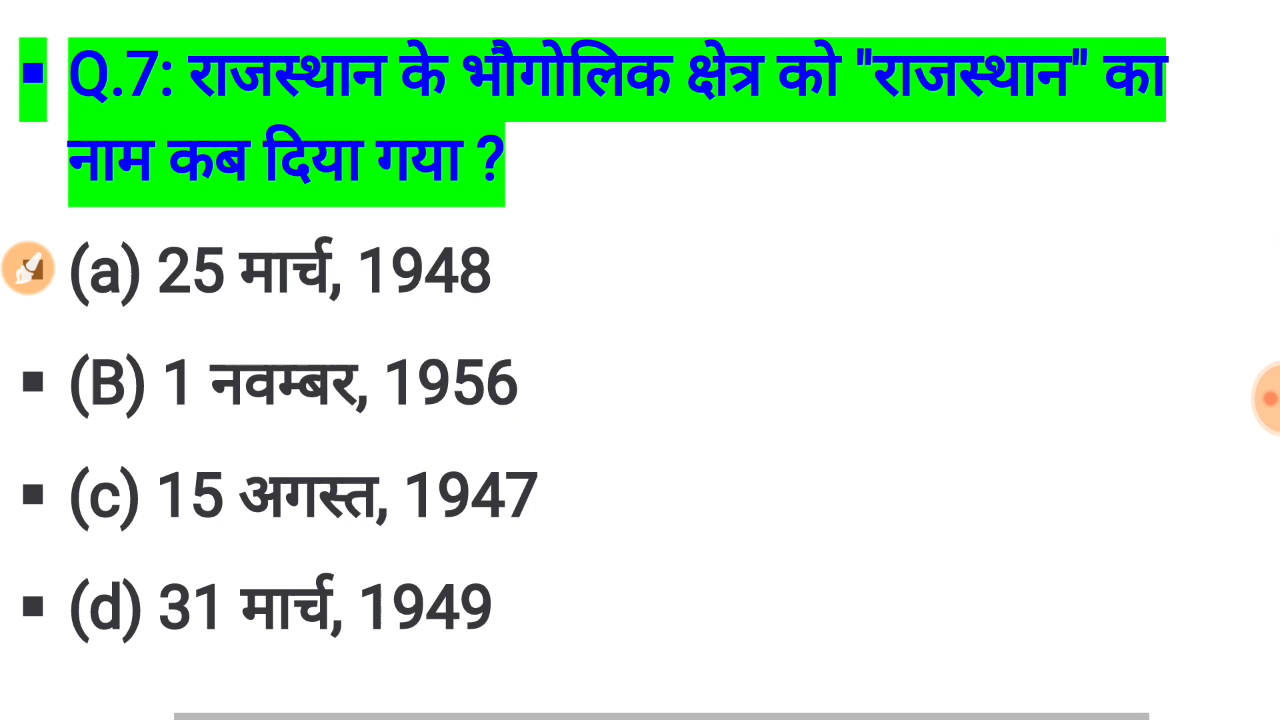 ▪ Q.7: राजस्थान के भौगोलिक क्षेत्र को "राजस्थान" का
नाम कब दिया गया ?
(a) 25 मार्च, 1948
▪ (B) 1 नवम्बर, 1956
▪ (c) 15 अगस्त, 1947
▪ (d) 31 मार्च, 1949